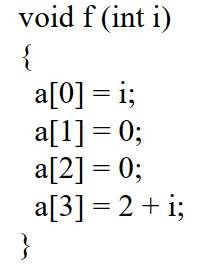 void f (int i)
{
a[0] = i;
a[1] = 0;
a[2] = 0;
a[3] = 2 + i;
}